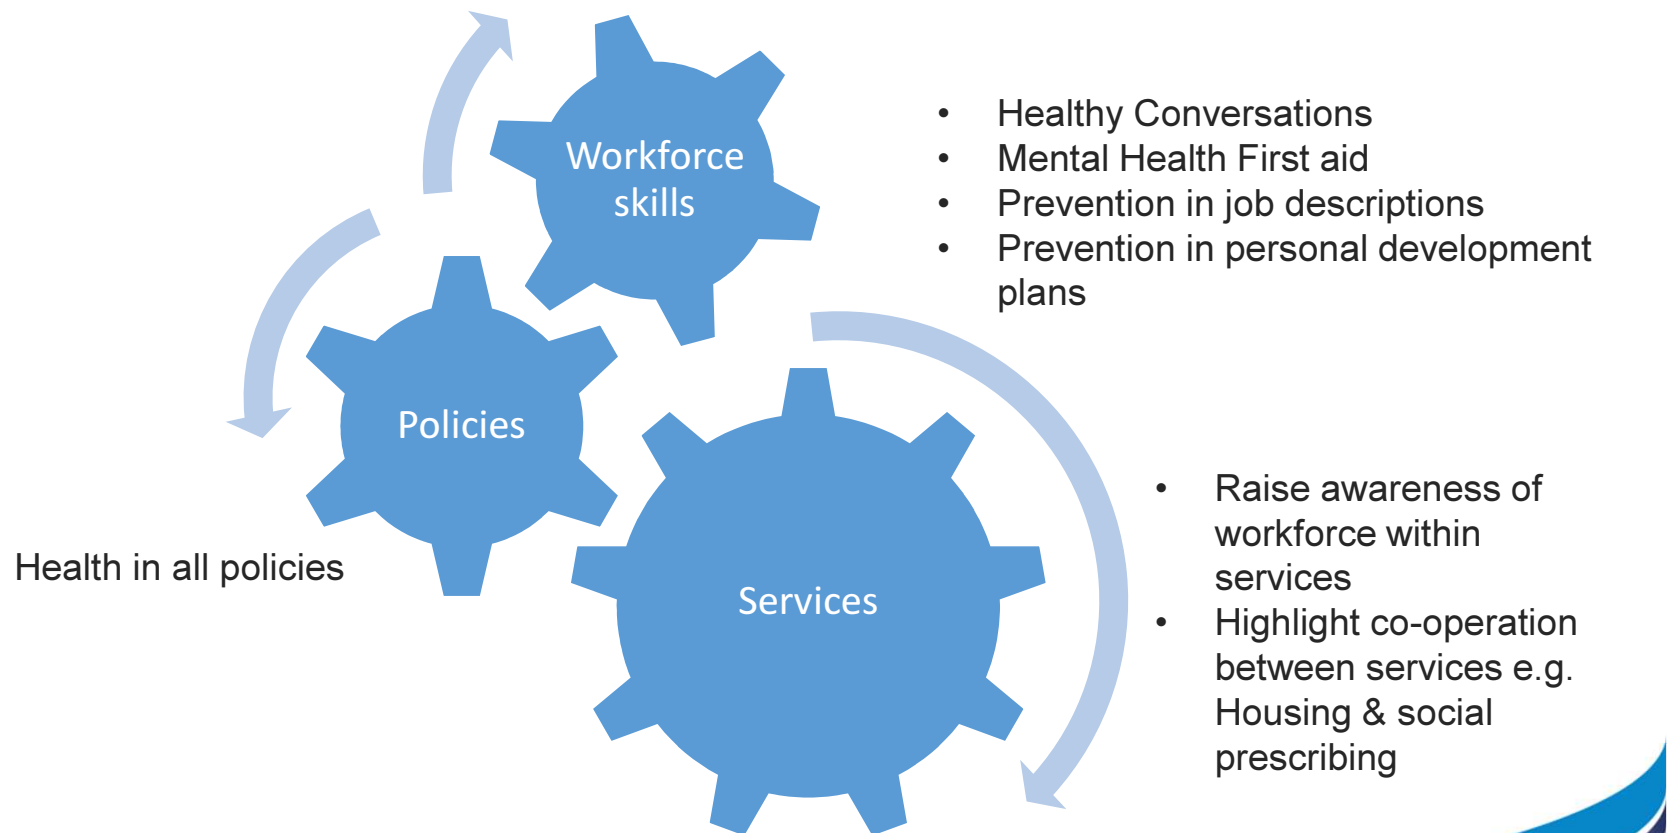 Workforce
skills
• Healthy Conversations
• Mental Health First aid
• Prevention in job descriptions
• Prevention in personal development
plans
Policies
Health in all policies
Services
• Raise awareness of
workforce within
services
• Highlight co-operation
between services e.g.
Housing & social
prescribing